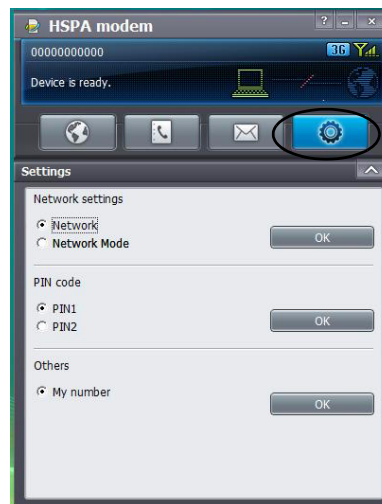 HSPA modem
? - x
00000000000
3G
Device is ready.
Settings
Network settings
Network
Network Mode
OK
PIN code
PIN1
PIN2
OK
Others
My number
OK